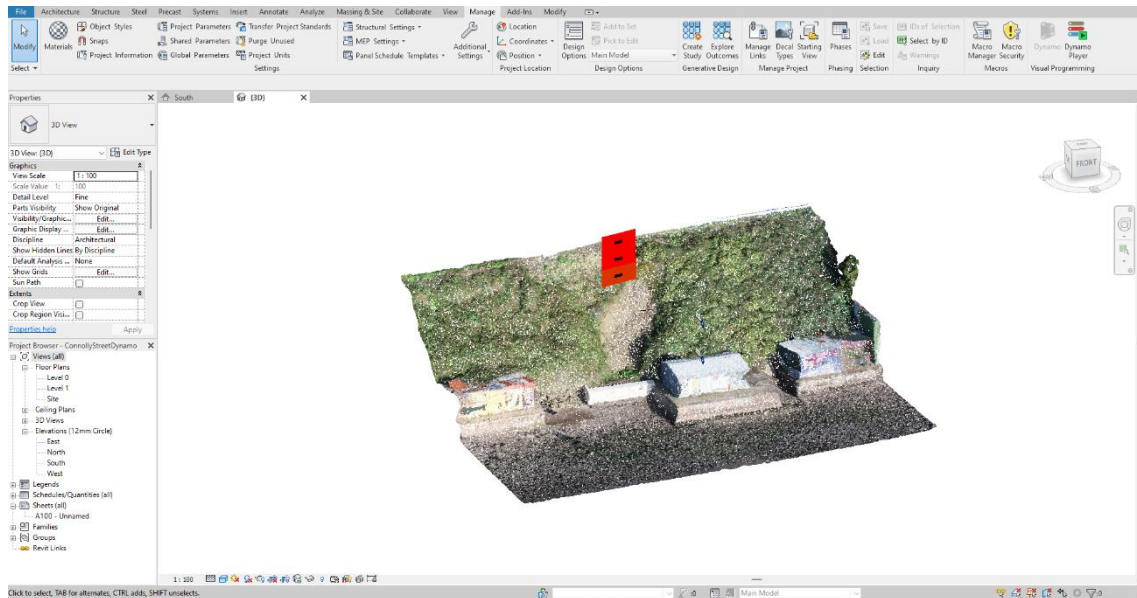 File Architecture Structure Steel Precast Systems Insert Annotate Analyze Massing & Site Collaborate View Manage Add-Ins Modify
Modify
Select
Materials
Object Styles
Snaps
Project Information
Project Parameters
Shared Parameters
Global Parameters
Transfer Project Standards
Purge Unused
Project Units
Structural Settings
MEP Settings
Panel Schedule Templates
Additional Settings
Settings
Location
Coordinates
Position
Project Location
Design Options
Add to Set
Pick to Edit
Main Model
Design Options
Create Study
Explore Outcomes
Generative Design
Manage Links
Decal Types
Starting View
Manage Project
Phases
Phasing
Save
Load
Edit
Selection
IDs of Selection
Select by ID
Warnings
Inquiry
Macro Manager
Macro Security
Macros
Dynamo
Dynamo Player
Visual Programming
Properties X
South
{3D} X
3D View
3D View: {3D}
Edit Type
Graphics
View Scale 1 : 100
Scale Value 1: 100
Detail Level Fine
Parts Visibility Show Original
Visibility/Graphic... Edit...
Graphic Display ... Edit...
Discipline Architectural
Show Hidden Lines By Discipline
Default Analysis ... None
Show Grids Edit...
Sun Path
Extents
Crop View
Crop Region Visi...
Properties help Apply
Project Browser - ConnollyStreetDynamo X
Views (all)
Floor Plans
Level 0
Level 1
Site
Ceiling Plans
3D Views
Elevations (12mm Circle)
East
North
South
West
Legends
Schedules/Quantities (all)
Sheets (all)
A100 - Unnamed
Families
Groups
Revit Links
FRONT
1 : 100
Click to select, TAB for alternates, CTRL adds, SHIFT unselects.
:0
Main Model
:0